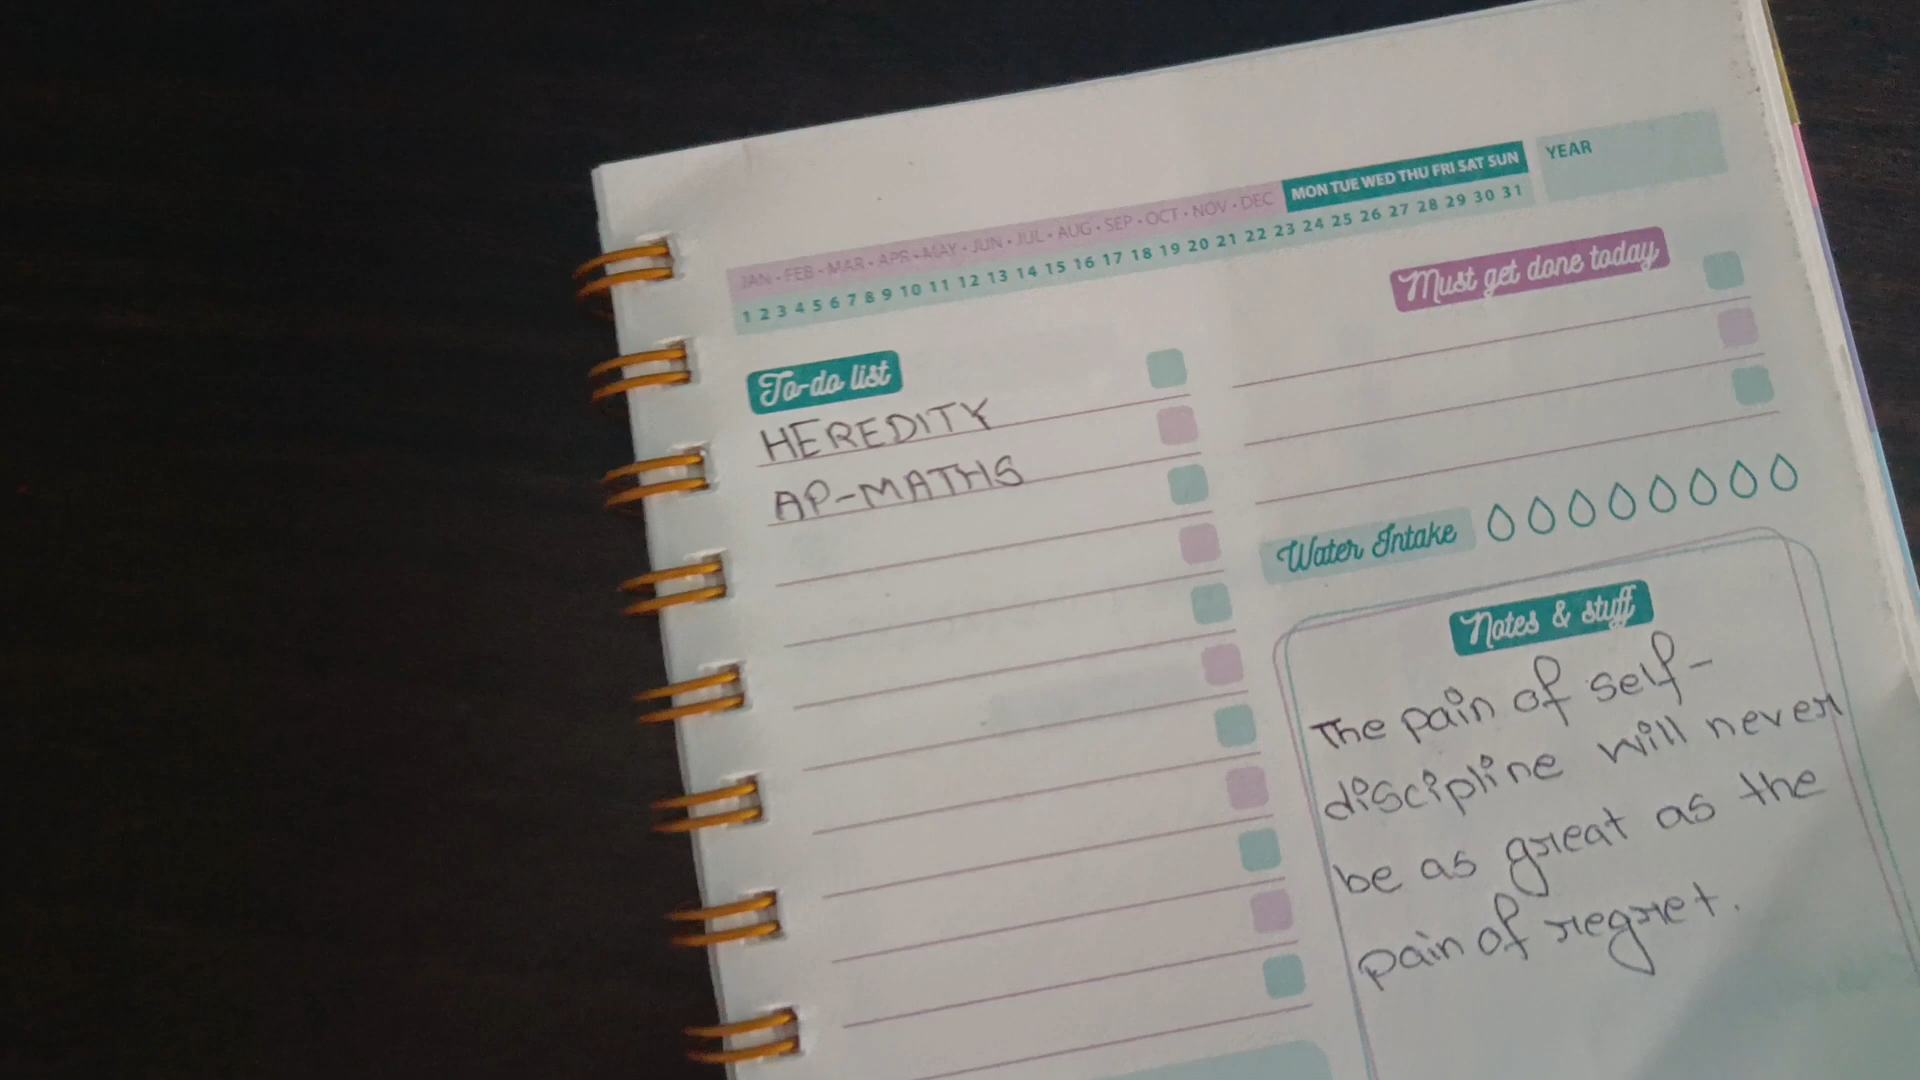 JAN • FEB • MAR • APR • MAY • JUN • JUL • AUG • SEP • OCT • NOV • DEC MON TUE WED THU FRI SAT SUN YEAR
1 2 3 4 5 6 7 8 9 10 11 12 13 14 15 16 17 18 19 20 21 22 23 24 25 26 27 28 29 30 31
To-do list
HEREDITY
AP-MATHS
Must get done today
Water Intake
Notes & stuff
The pain of self-
discipline will never
be as great as the
pain of regret.